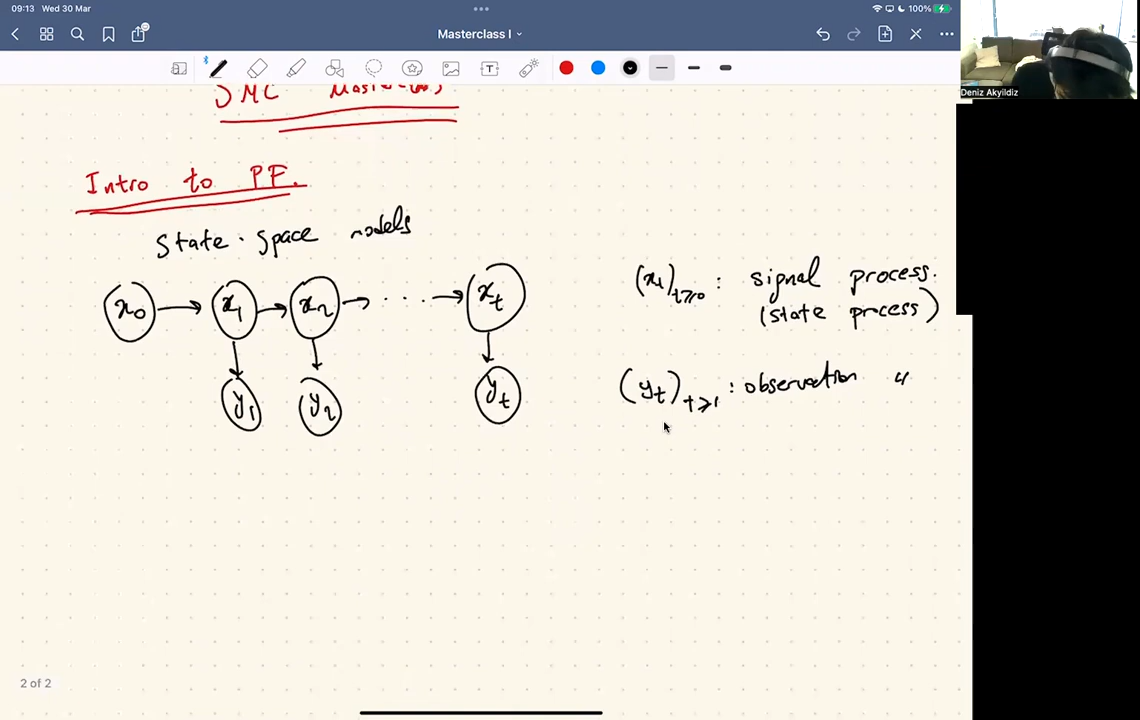 09:13 Wed 30 Mar
100%
Masterclass I
Deniz Akyildiz
SMC
Intro to PF.
State-space models
x₀ → x₁ → x₂ → ... → xₜ
(xₜ)ₜ≥₀ : signal process.
(state process)
y₁ y₂ yₜ
(yₜ)ₜ≥₁ : observation "
2 of 2